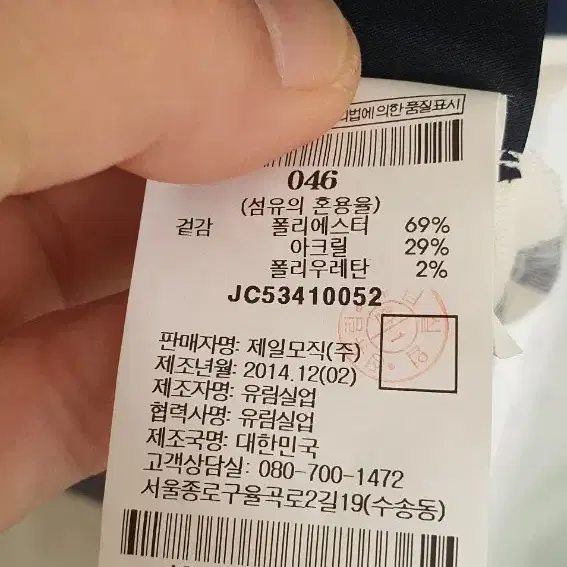 법에 의한 품질표시
046
(섬유의 혼용율)
겉감 폴리에스터 69%
아크릴 29%
폴리우레탄 2%
JC53410052
판매자명: 제일모직(주)
제조년월: 2014.12(02)
제조자명: 유림실업
협력사명: 유림실업
제조국명: 대한민국
고객상담실: 080-700-1472
서울종로구율곡로2길19(수송동)